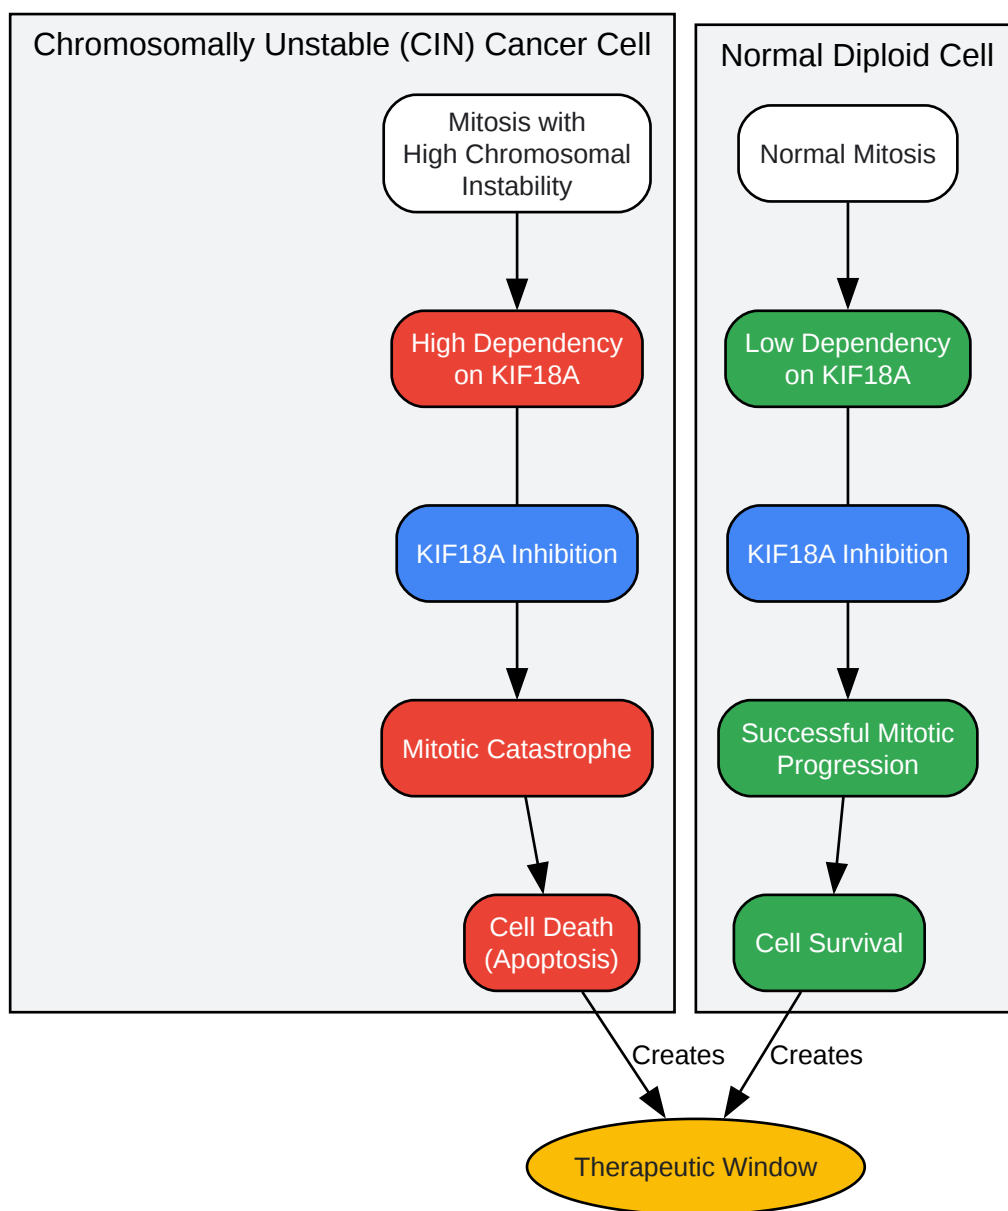 Chromosomally Unstable (CIN) Cancer Cell
Mitosis with
High Chromosomal
Instability
High Dependency
on KIF18A
KIF18A Inhibition
Mitotic Catastrophe
Cell Death
(Apoptosis)
Normal Diploid Cell
Normal Mitosis
Low Dependency
on KIF18A
KIF18A Inhibition
Successful Mitotic
Progression
Cell Survival
Creates
Creates
Therapeutic Window